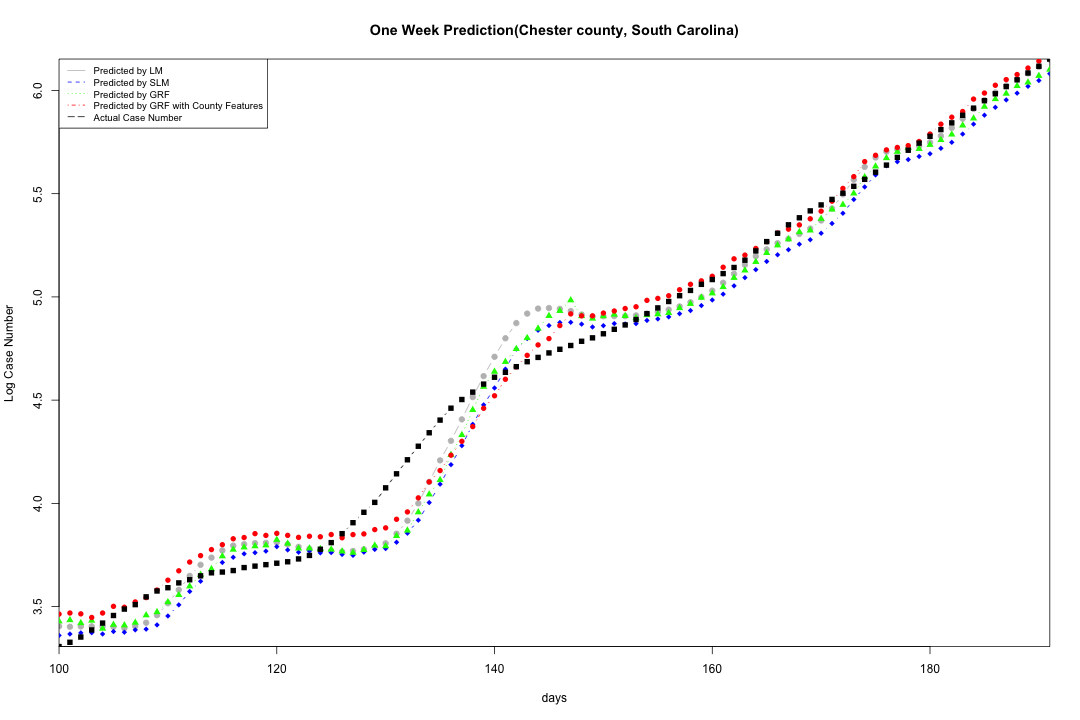 One Week Prediction(Chester county, South Carolina)
Predicted by LM
Predicted by SLM
Predicted by GRF
Predicted by GRF with County Features
Actual Case Number
Log Case Number
6.0
5.5
5.0
4.5
4.0
3.5
100 120 140 160 180
days